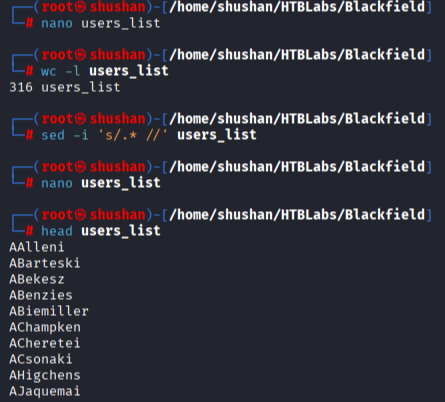 ┌──(root㉿shushan)-[/home/shushan/HTBLabs/Blackfield]
└─# nano users_list
┌──(root㉿shushan)-[/home/shushan/HTBLabs/Blackfield]
└─# wc -l users_list
316 users_list
┌──(root㉿shushan)-[/home/shushan/HTBLabs/Blackfield]
└─# sed -i 's/.* //' users_list
┌──(root㉿shushan)-[/home/shushan/HTBLabs/Blackfield]
└─# nano users_list
┌──(root㉿shushan)-[/home/shushan/HTBLabs/Blackfield]
└─# head users_list
AAlleni
ABarteski
ABekesz
ABenzies
ABiemiller
AChampken
ACheretei
ACsonaki
AHigchens
AJaquemai